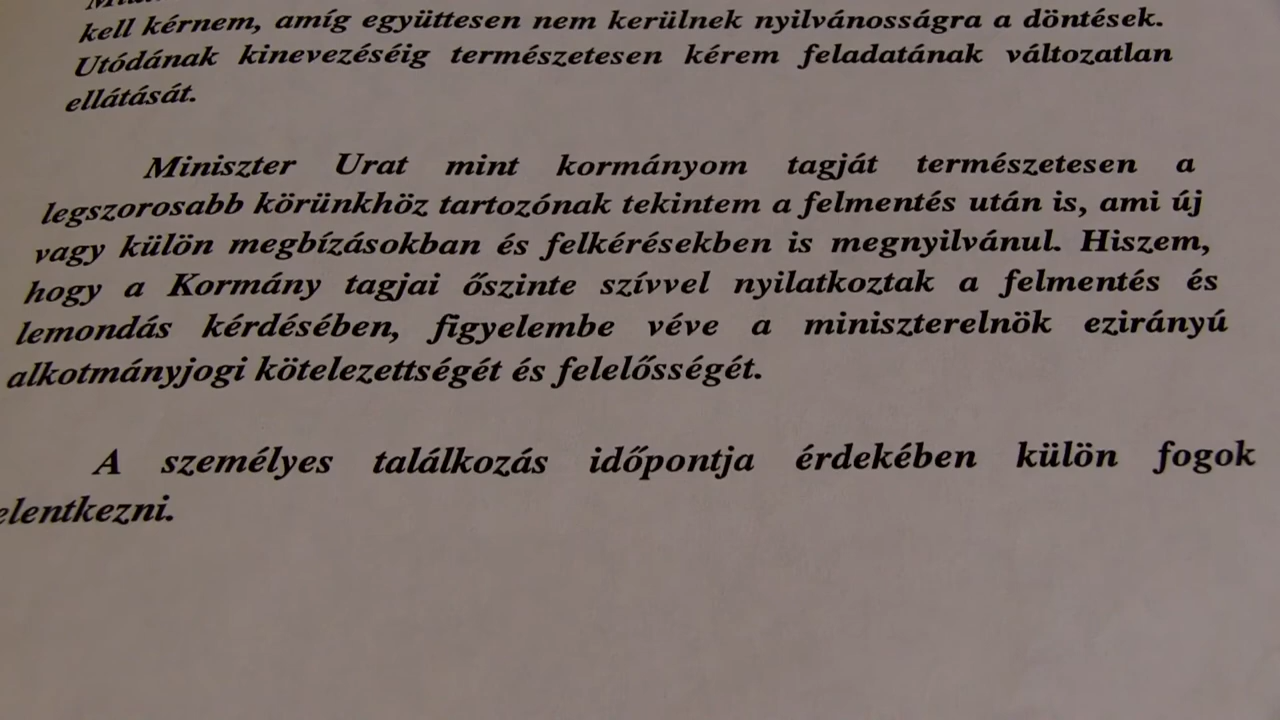 kell kérnem, amíg együttesen nem kerülnek nyilvánosságra a döntések.
Utódának kinevezéséig természetesen kérem feladatának változatlan
ellátását.
Miniszter Urat mint kormányom tagját természetesen a
legszorosabb körünkhöz tartozónak tekintem a felmentés után is, ami új
vagy külön megbízásokban és felkérésekben is megnyilvánul. Hiszem,
hogy a Kormány tagjai őszinte szívvel nyilatkoztak a felmentés és
lemondás kérdésében, figyelembe véve a miniszterelnök ezirányú
alkotmányjogi kötelezettségét és felelősségét.
A személyes találkozás időpontja érdekében külön fogok
elentkezni.